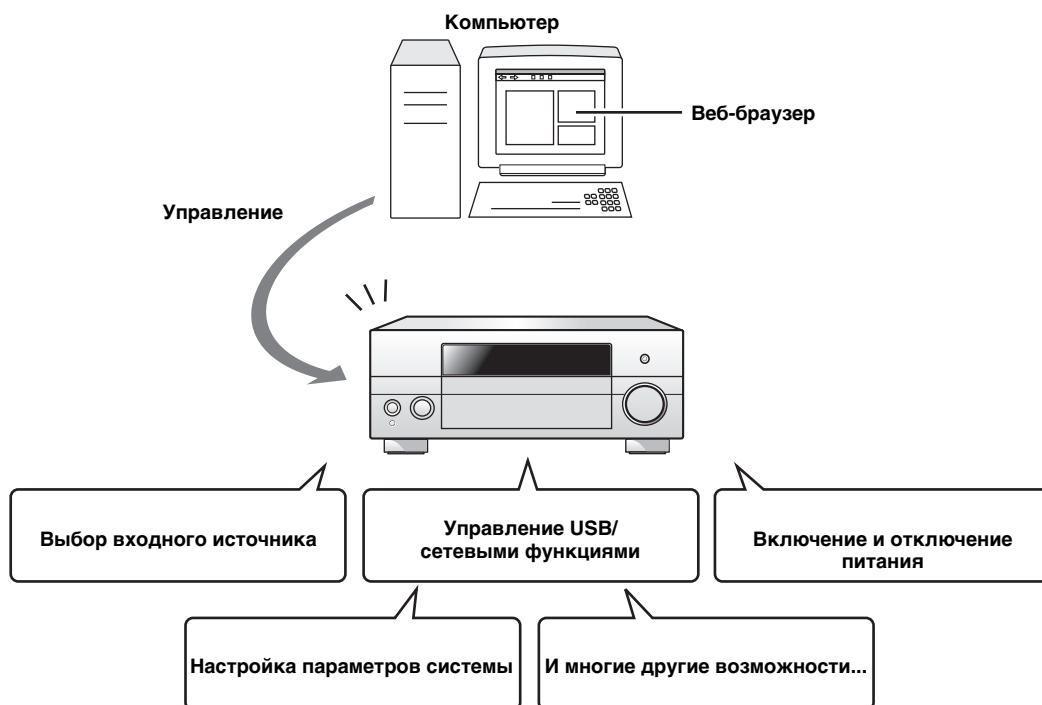 Компьютер
Веб-браузер
Управление
Выбор входного источника
Управление USB/
сетевыми функциями
Включение и отключение
питания
Настройка параметров системы
И многие другие возможности...